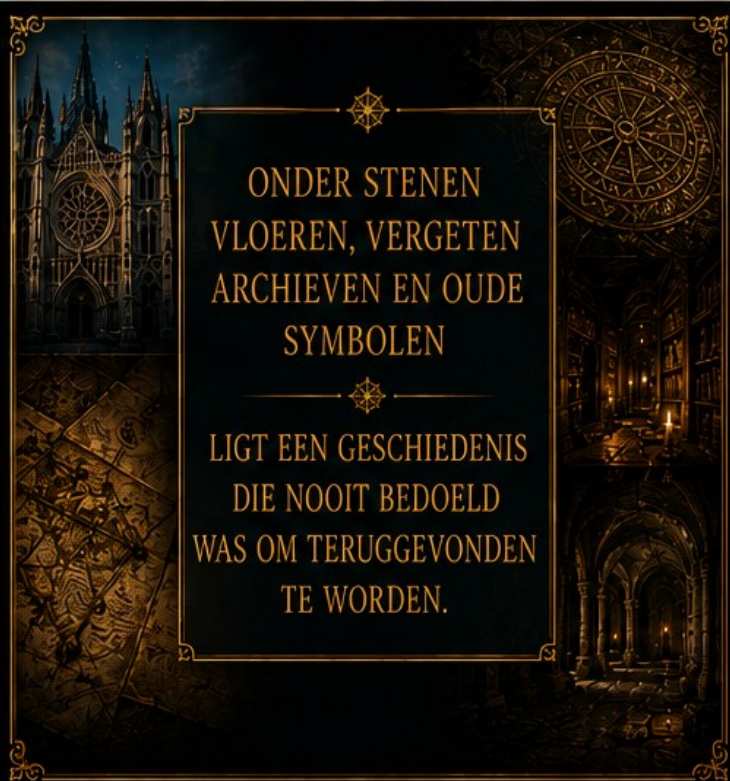 ONDER STENEN
VLOEREN, VERGETEN
ARCHIEVEN EN OUDE
SYMBOLEN
LIGT EEN GESCHIEDENIS
DIE NOOIT BEDOELD
WAS OM TERUGGEVONDEN
TE WORDEN.